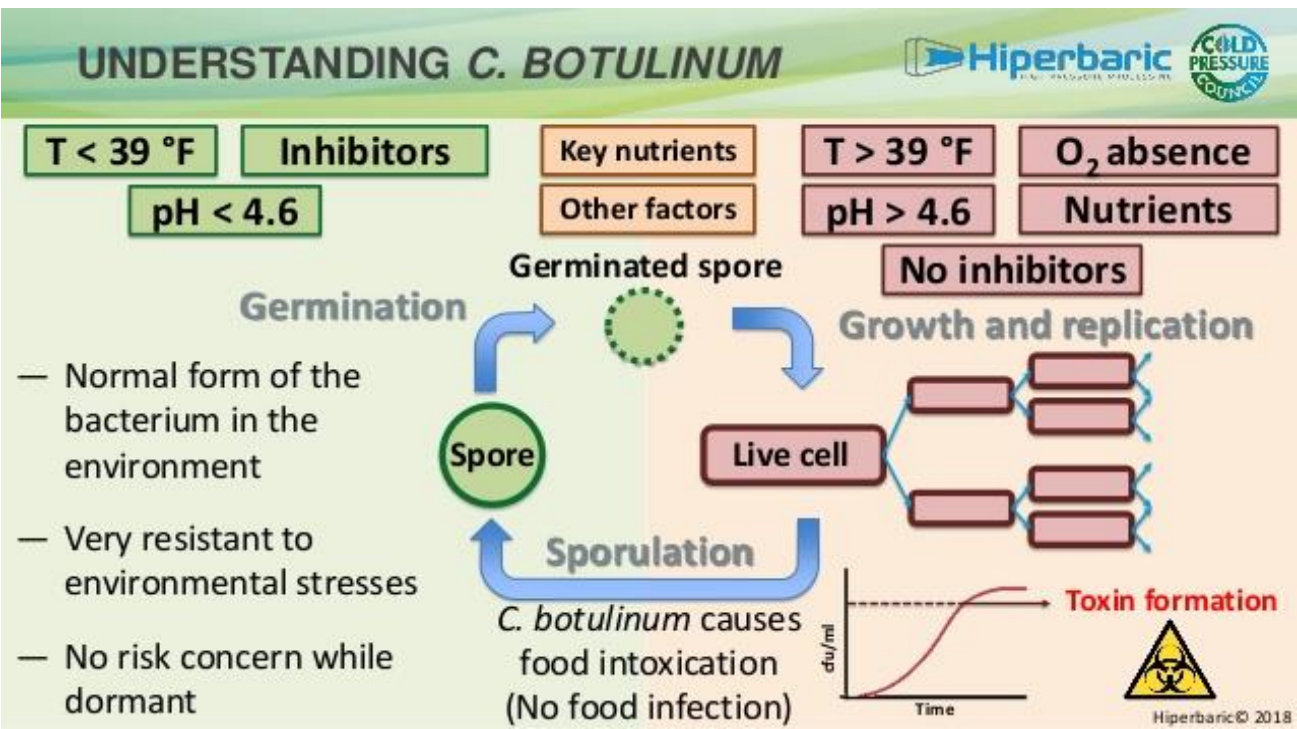 UNDERSTANDING C. BOTULINUM
Hiperbaric
COLD
PRESSURE
COUNCIL
T < 39 °F
Inhibitors
pH < 4.6
Key nutrients
Other factors
T > 39 °F
O2 absence
pH > 4.6
Nutrients
No inhibitors
Germinated spore
Germination
Growth and replication
— Normal form of the
bacterium in the
environment
— Very resistant to
environmental stresses
— No risk concern while
dormant
Spore
Live cell
Sporulation
C. botulinum causes
food intoxication
(No food infection)
Toxin formation
Time
Hiperbaric© 2018